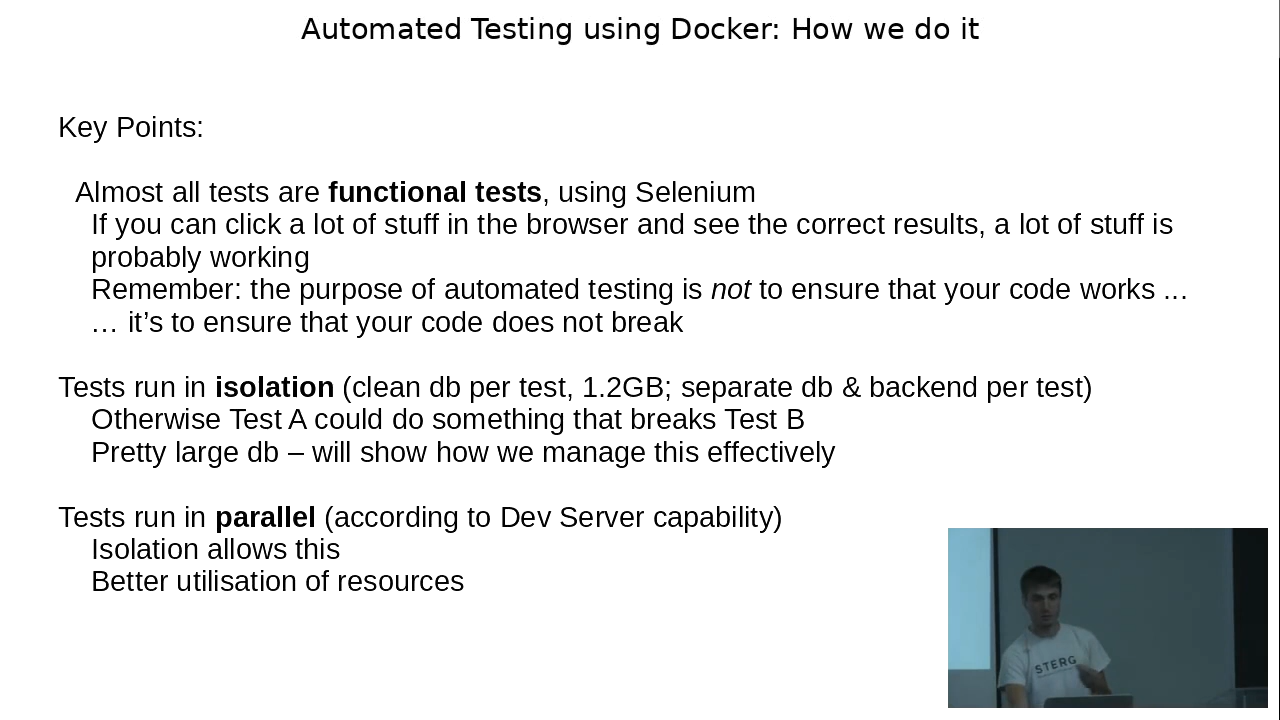 Automated Testing using Docker: How we do it
Key Points:
Almost all tests are functional tests, using Selenium
If you can click a lot of stuff in the browser and see the correct results, a lot of stuff is
probably working
Remember: the purpose of automated testing is not to ensure that your code works ...
… it’s to ensure that your code does not break
Tests run in isolation (clean db per test, 1.2GB; separate db & backend per test)
Otherwise Test A could do something that breaks Test B
Pretty large db – will show how we manage this effectively
Tests run in parallel (according to Dev Server capability)
Isolation allows this
Better utilisation of resources
STERG